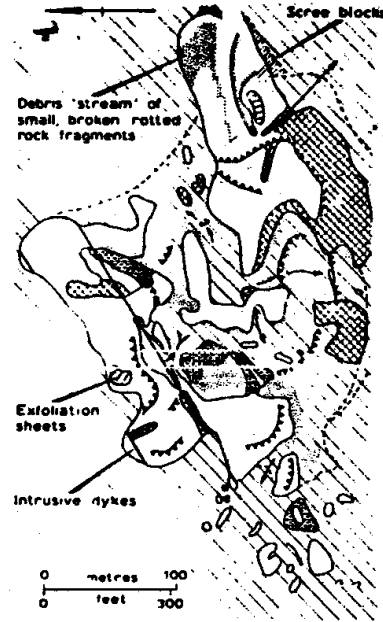 Scree blocks
Debris 'stream' of
small, broken rotted
rock fragments
Exfoliation
sheets
Intrusive dykes
0 metres 100
0 feet 300